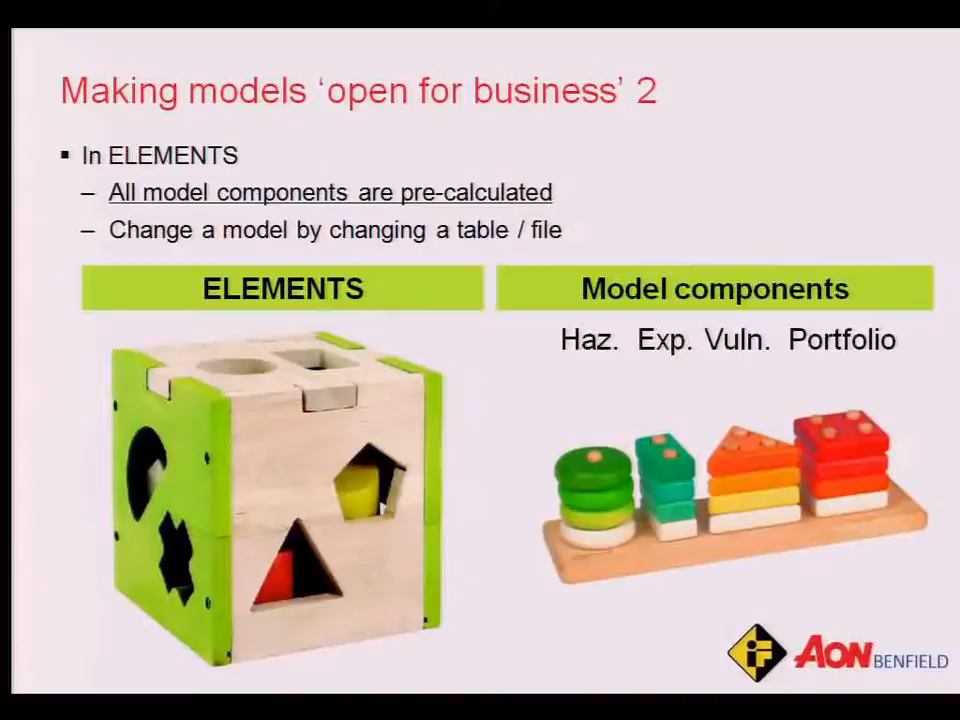 Making models ‘open for business’ 2
▪ In ELEMENTS
– All model components are pre-calculated
– Change a model by changing a table / file
ELEMENTS
Model components
Haz. Exp. Vuln. Portfolio
iF AON BENFIELD